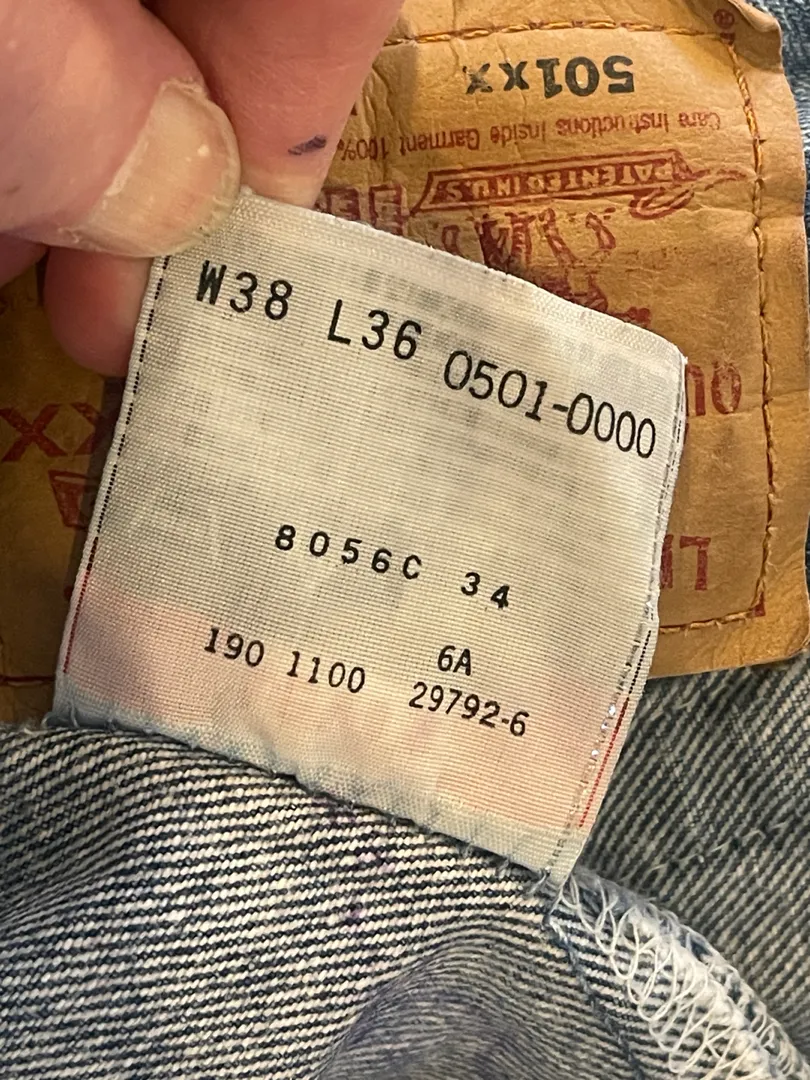 501xx
®
Care Instructions Inside Garment 100%
PATENTED IN U.S.
W38 L36 0501-0000
8056C 34
6A
190 1100 29792-6
XX